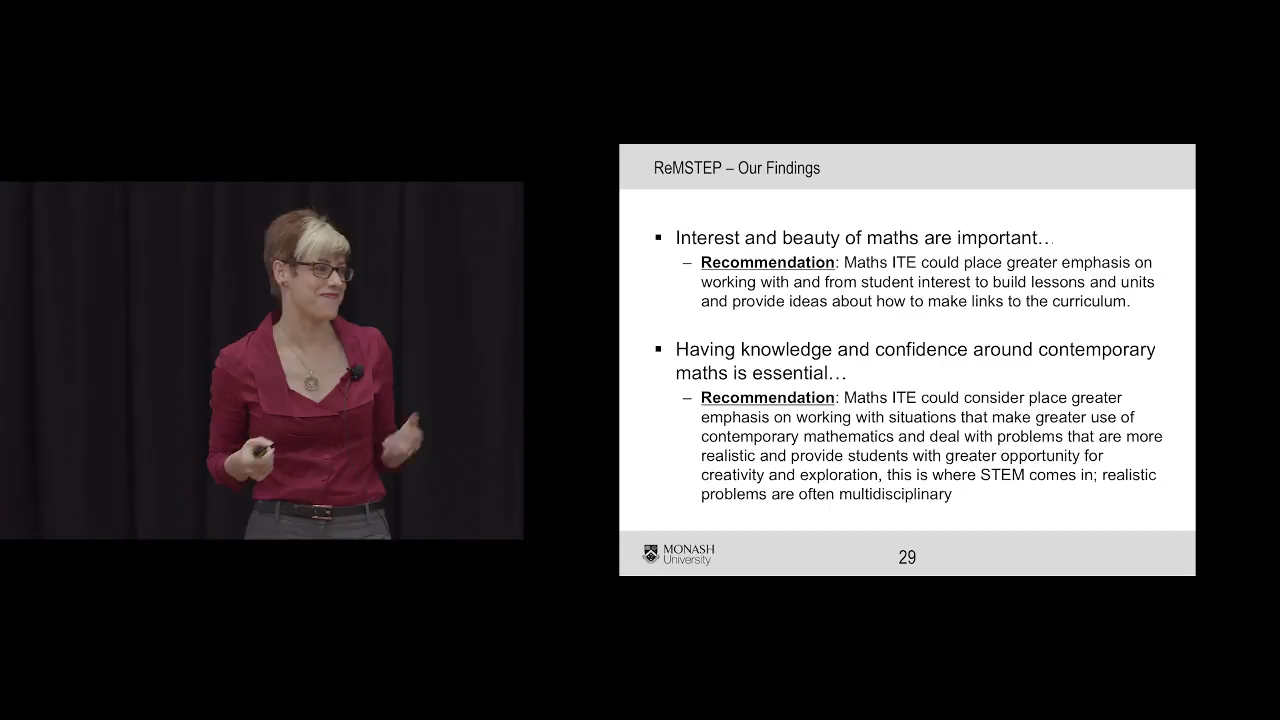 ReMSTEP – Our Findings
▪ Interest and beauty of maths are important…
– Recommendation: Maths ITE could place greater emphasis on
working with and from student interest to build lessons and units
and provide ideas about how to make links to the curriculum.
▪ Having knowledge and confidence around contemporary
maths is essential…
– Recommendation: Maths ITE could consider place greater
emphasis on working with situations that make greater use of
contemporary mathematics and deal with problems that are more
realistic and provide students with greater opportunity for
creativity and exploration, this is where STEM comes in; realistic
problems are often multidisciplinary
MONASH
University
29